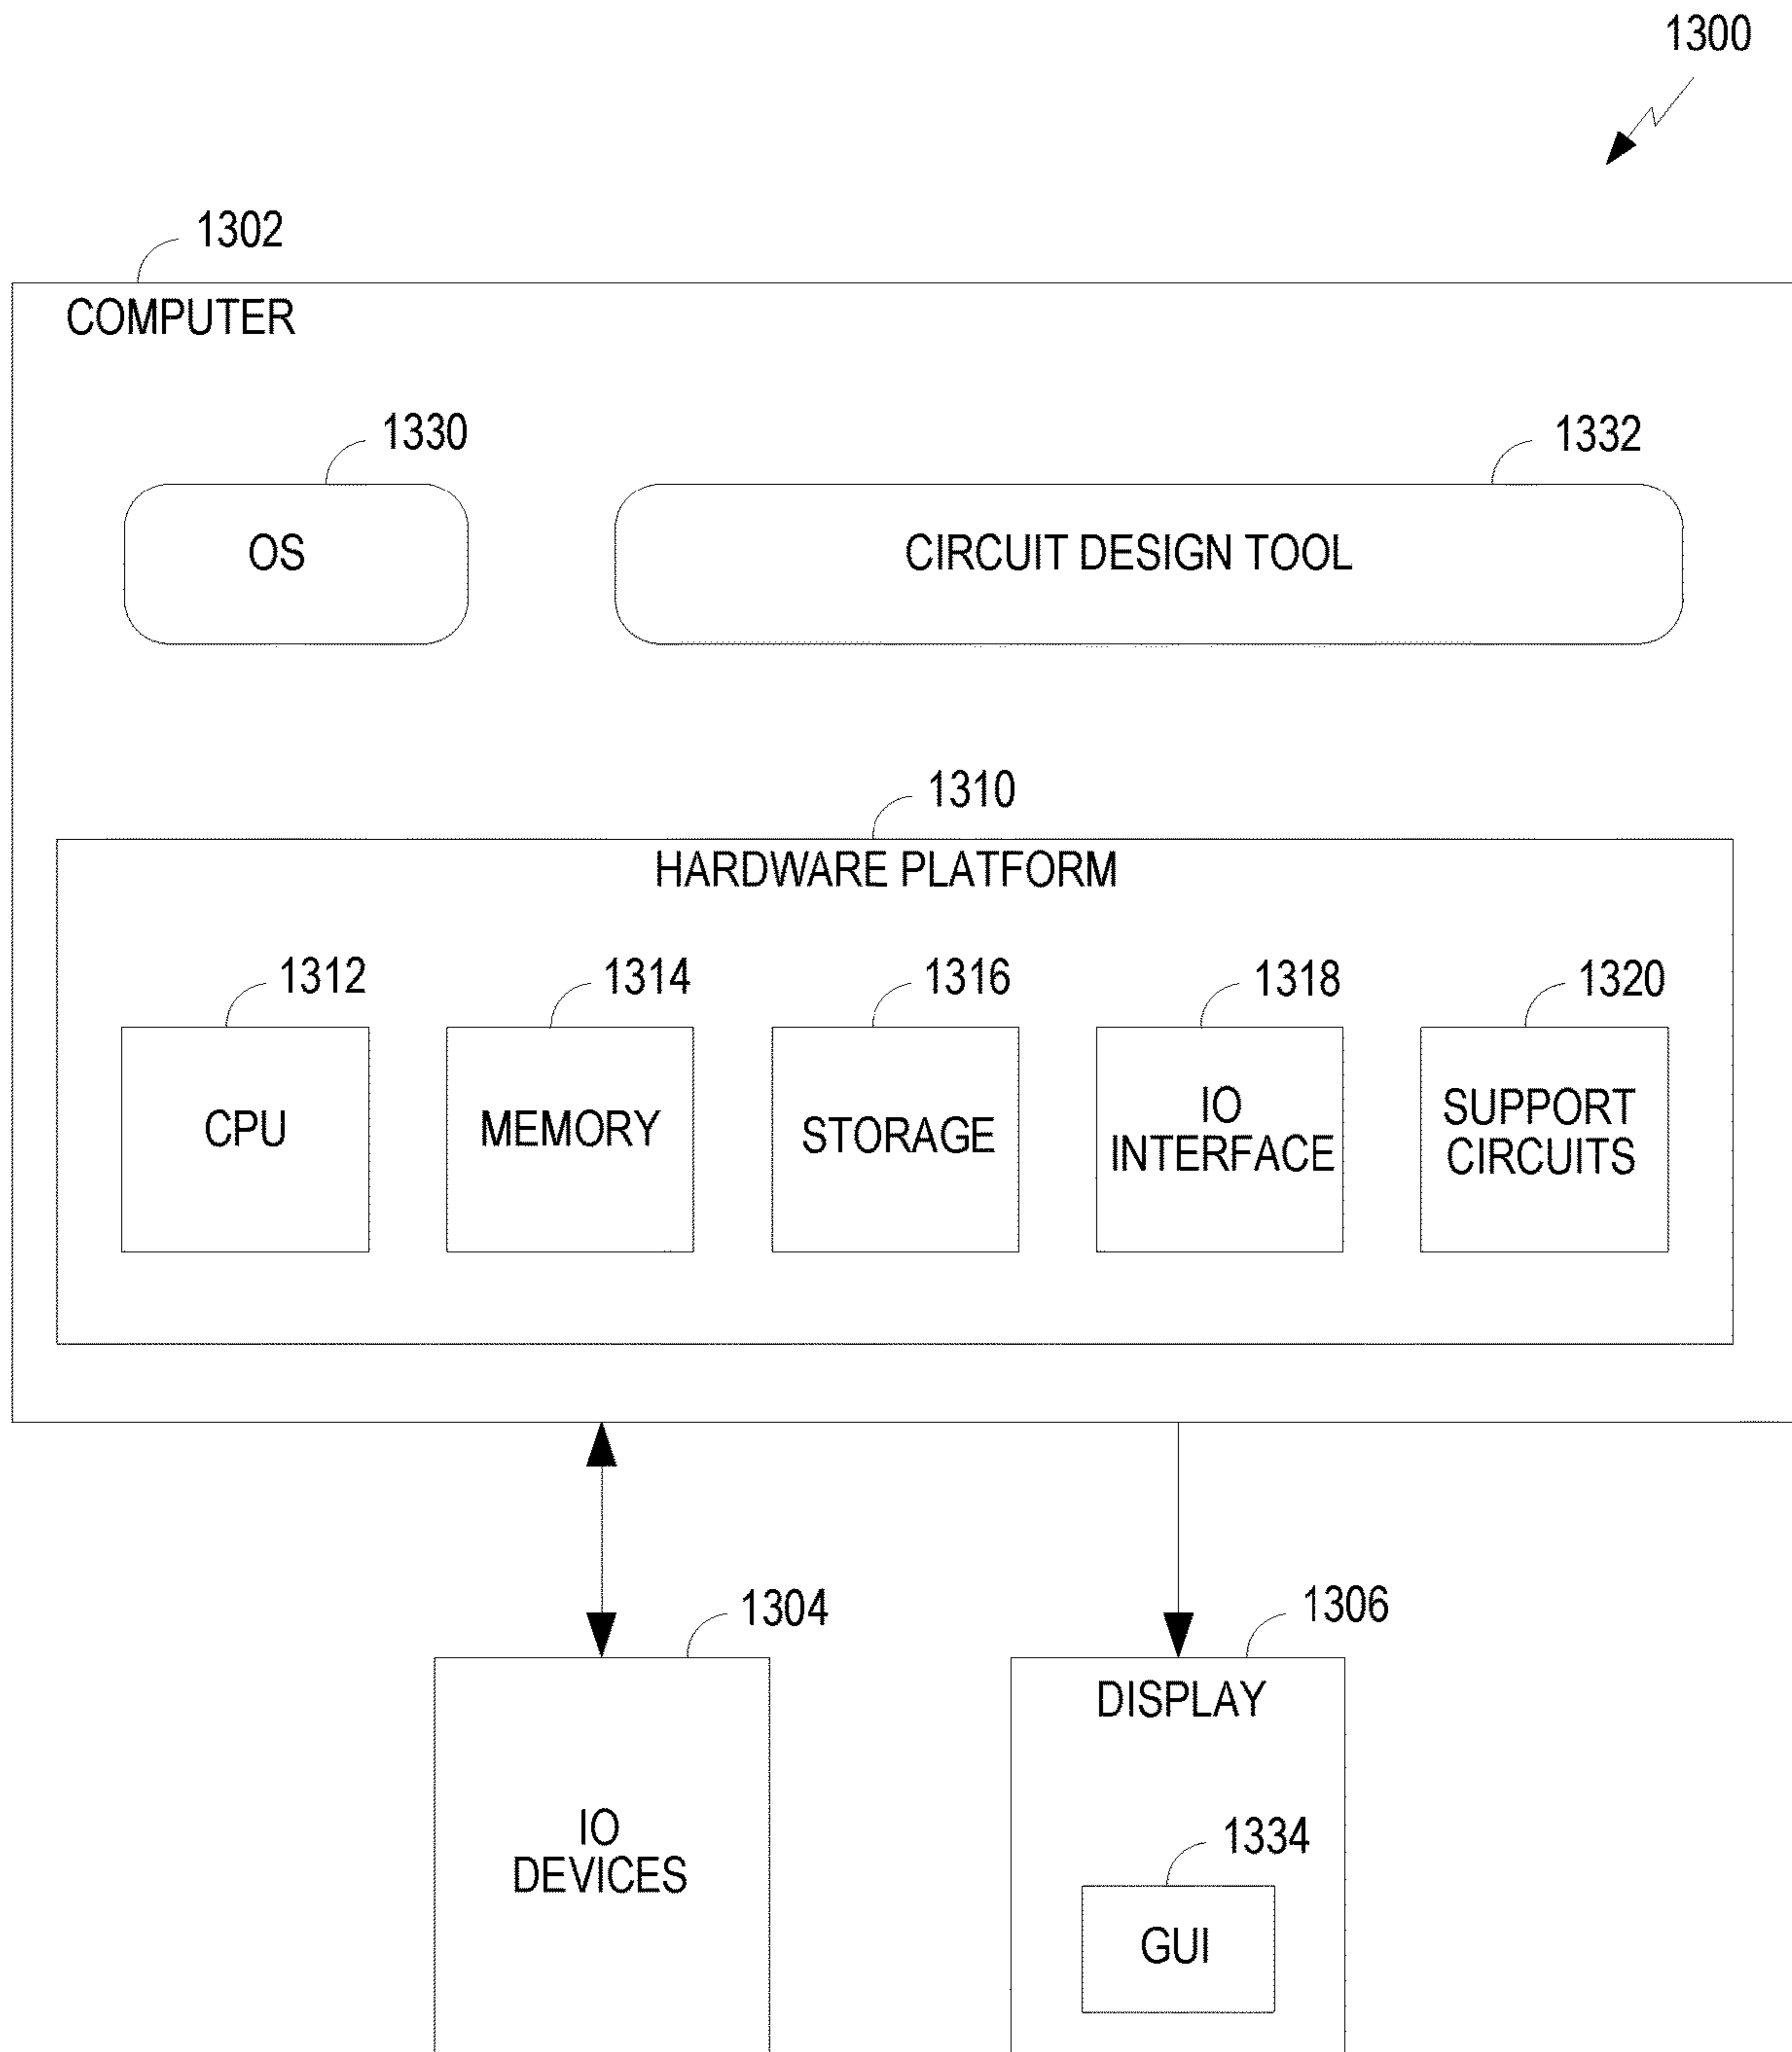 1300
1302
COMPUTER
1330
1332
OS
CIRCUIT DESIGN TOOL
1310
HARDWARE PLATFORM
1312
1314
1316
1318
1320
CPU
MEMORY
STORAGE
IO
INTERFACE
SUPPORT
CIRCUITS
1304
1306
DISPLAY
IO
DEVICES
1334
GUI